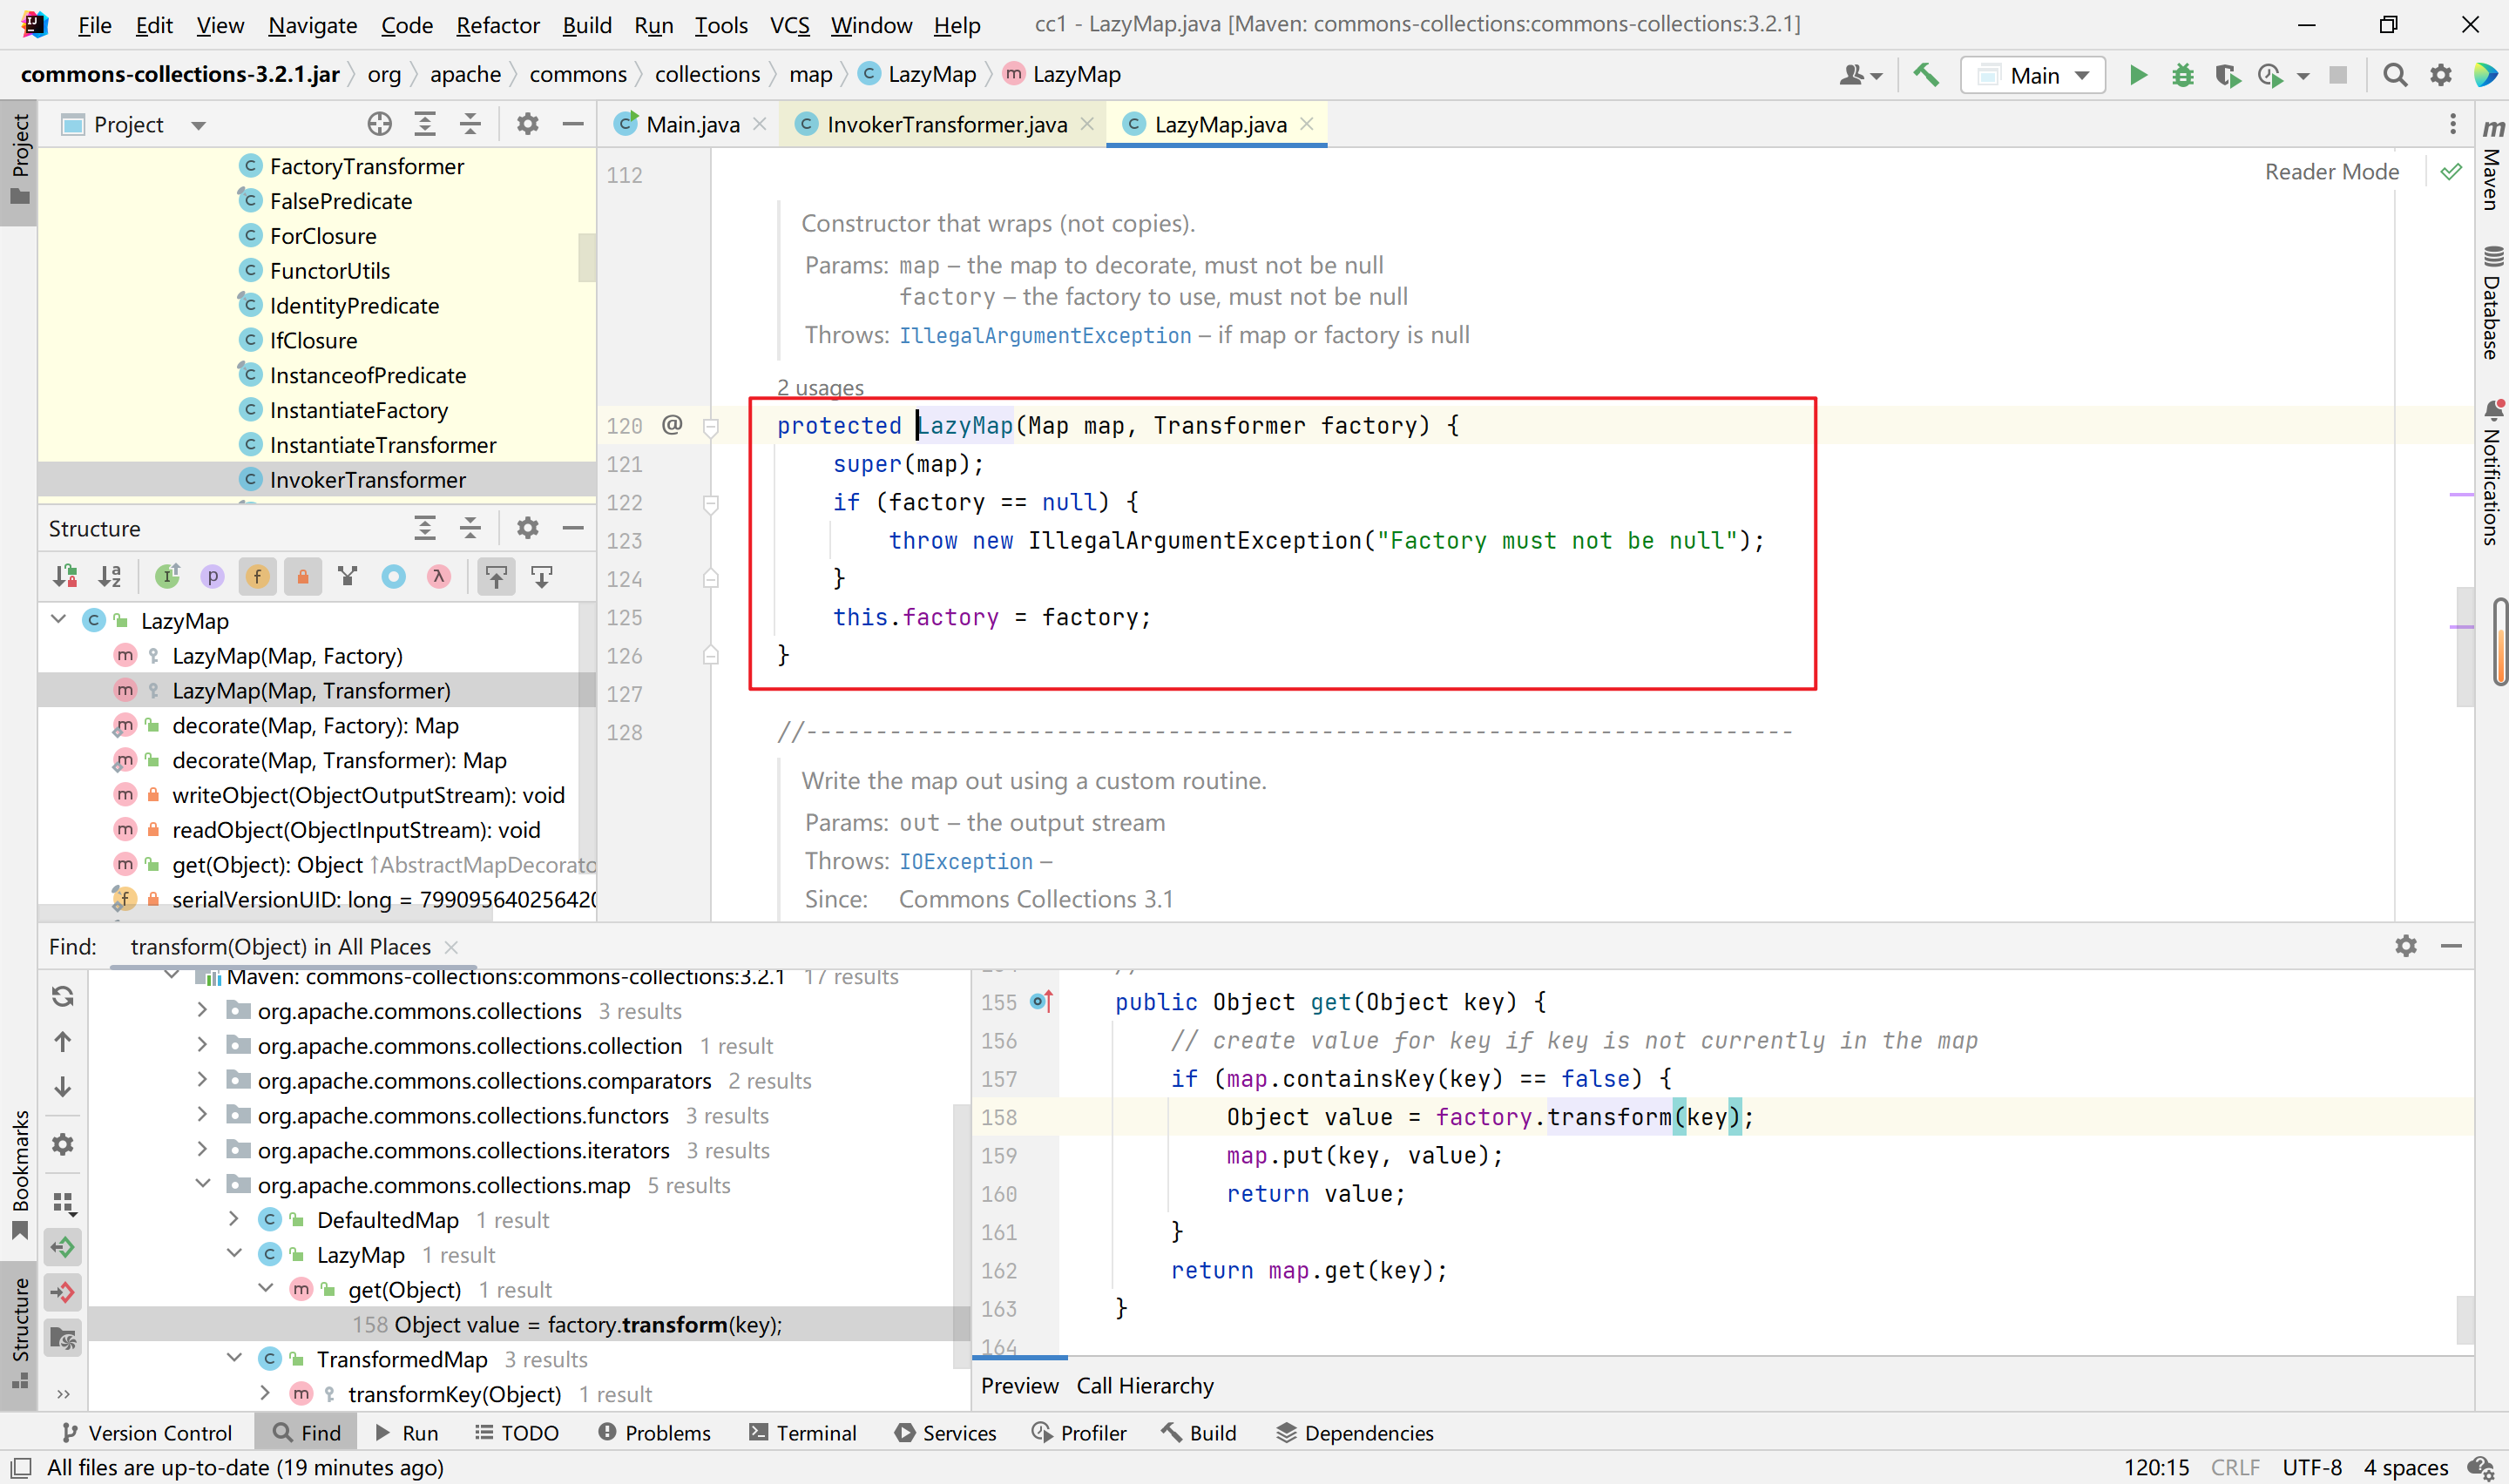 File Edit View Navigate Code Refactor Build Run Tools VCS Window Help cc1 - LazyMap.java [Maven: commons-collections:commons-collections:3.2.1]
commons-collections-3.2.1.jar org apache commons collections map LazyMap LazyMap Main
Project
Project
Main.java InvokerTransformer.java LazyMap.java
FactoryTransformer
FalsePredicate
ForClosure
FunctorUtils
IdentityPredicate
IfClosure
InstanceofPredicate
InstantiateFactory
InstantiateTransformer
InvokerTransformer
Structure
LazyMap
LazyMap(Map, Factory)
LazyMap(Map, Transformer)
decorate(Map, Factory): Map
decorate(Map, Transformer): Map
writeObject(ObjectOutputStream): void
readObject(ObjectInputStream): void
get(Object): Object ↑AbstractMapDecorato
serialVersionUID: long = 7990956402564206
Reader Mode
112
Constructor that wraps (not copies).
Params: map – the map to decorate, must not be null
factory – the factory to use, must not be null
Throws: IllegalArgumentException – if map or factory is null
2 usages
120 @ protected LazyMap(Map map, Transformer factory) {
121 super(map);
122 if (factory == null) {
123 throw new IllegalArgumentException("Factory must not be null");
124 }
125 this.factory = factory;
126 }
127
128 //-----------------------------------------------------------------------
Write the map out using a custom routine.
Params: out – the output stream
Throws: IOException –
Since: Commons Collections 3.1
Maven
Database
Notifications
Find: transform(Object) in All Places
Maven: commons-collections:commons-collections:3.2.1 17 results
org.apache.commons.collections 3 results
org.apache.commons.collections.collection 1 result
org.apache.commons.collections.comparators 2 results
org.apache.commons.collections.functors 3 results
org.apache.commons.collections.iterators 3 results
org.apache.commons.collections.map 5 results
DefaultedMap 1 result
LazyMap 1 result
get(Object) 1 result
158 Object value = factory.transform(key);
TransformedMap 3 results
transformKey(Object) 1 result
155 public Object get(Object key) {
156 // create value for key if key is not currently in the map
157 if (map.containsKey(key) == false) {
158 Object value = factory.transform(key);
159 map.put(key, value);
160 return value;
161 }
162 return map.get(key);
163 }
164
Preview Call Hierarchy
Bookmarks
Structure
Version Control Find Run TODO Problems Terminal Services Profiler Build Dependencies
All files are up-to-date (19 minutes ago) 120:15 CRLF UTF-8 4 spaces